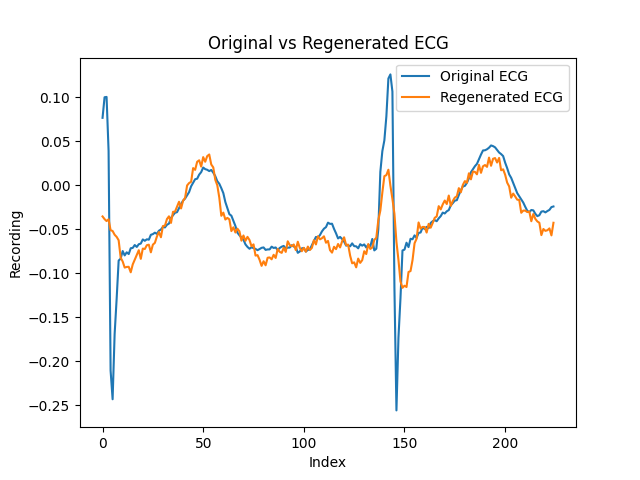 Original vs Regenerated ECG
Original ECG
Regenerated ECG
0.10
0.05
0.00
−0.05
−0.10
−0.15
−0.20
−0.25
Recording
0 50 100 150 200
Index